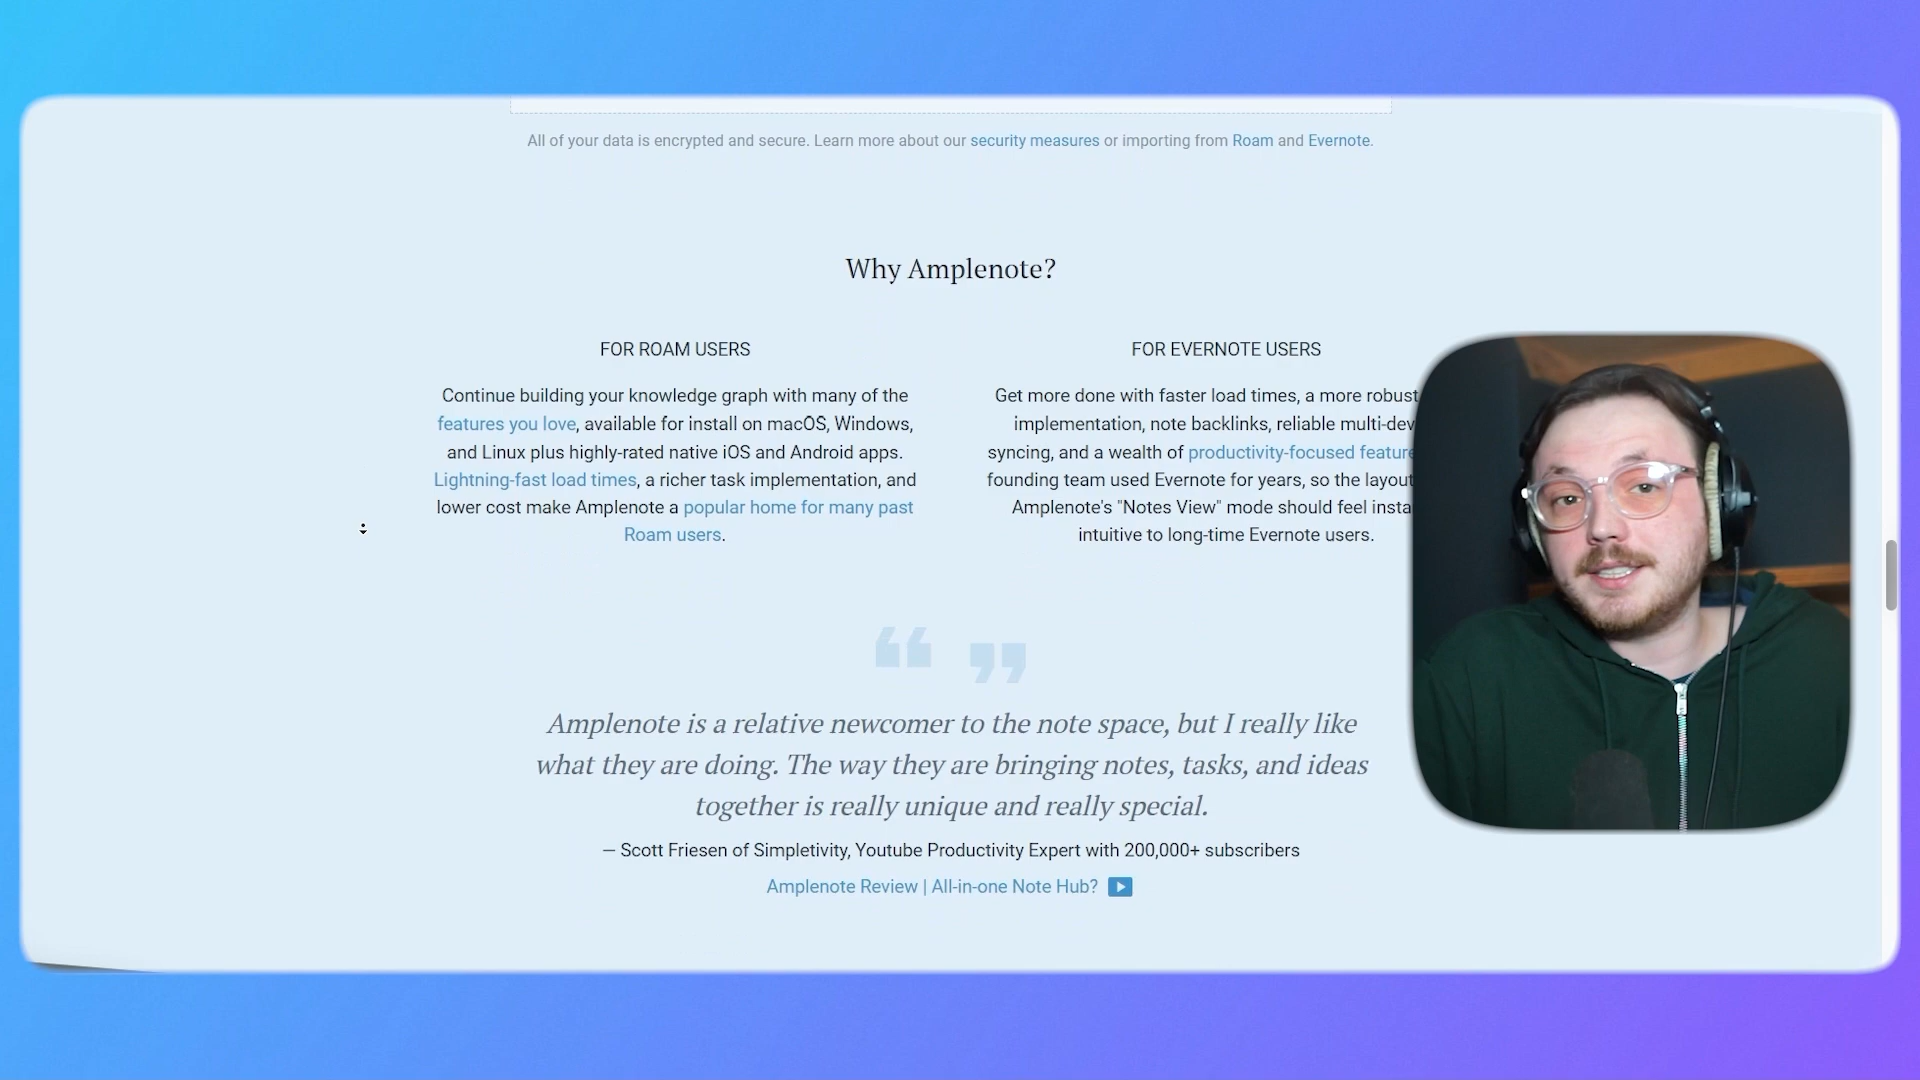 All of your data is encrypted and secure. Learn more about our security measures or importing from Roam and Evernote.
Why Amplenote?
FOR ROAM USERS
Continue building your knowledge graph with many of the
features you love, available for install on macOS, Windows,
and Linux plus highly-rated native iOS and Android apps.
Lightning-fast load times, a richer task implementation, and
lower cost make Amplenote a popular home for many past
Roam users.
FOR EVERNOTE USERS
Get more done with faster load times, a more robust
implementation, note backlinks, reliable multi-dev
syncing, and a wealth of productivity-focused feature
founding team used Evernote for years, so the layout
Amplenote's "Notes View" mode should feel insta
intuitive to long-time Evernote users.
“ ”
Amplenote is a relative newcomer to the note space, but I really like
what they are doing. The way they are bringing notes, tasks, and ideas
together is really unique and really special.
— Scott Friesen of Simpletivity, Youtube Productivity Expert with 200,000+ subscribers
Amplenote Review | All-in-one Note Hub?